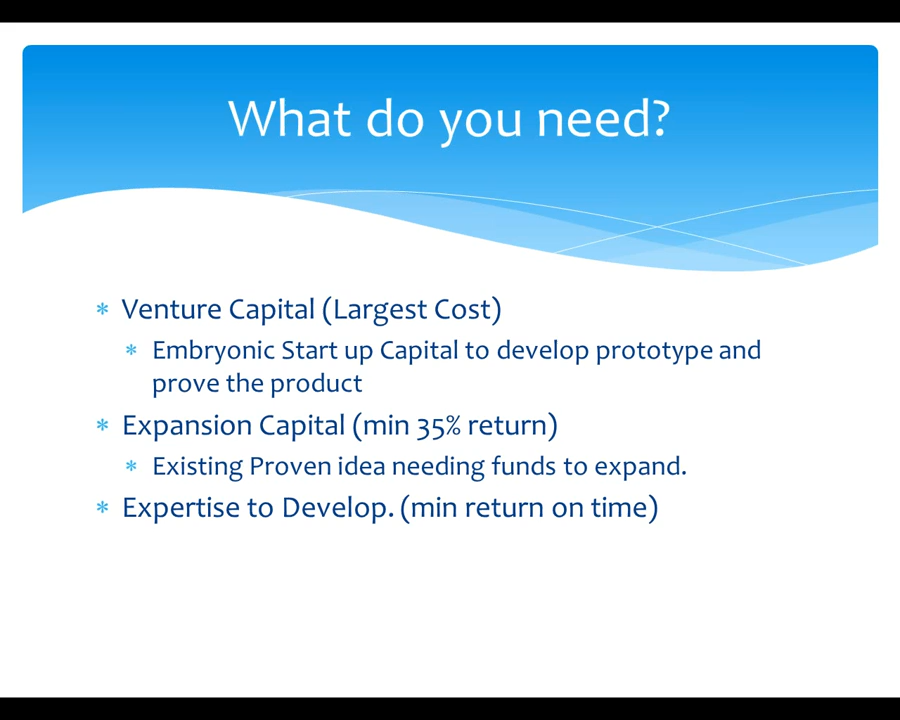 What do you need?
* Venture Capital (Largest Cost)
* Embryonic Start up Capital to develop prototype and
prove the product
* Expansion Capital (min 35% return)
* Existing Proven idea needing funds to expand.
* Expertise to Develop. (min return on time)